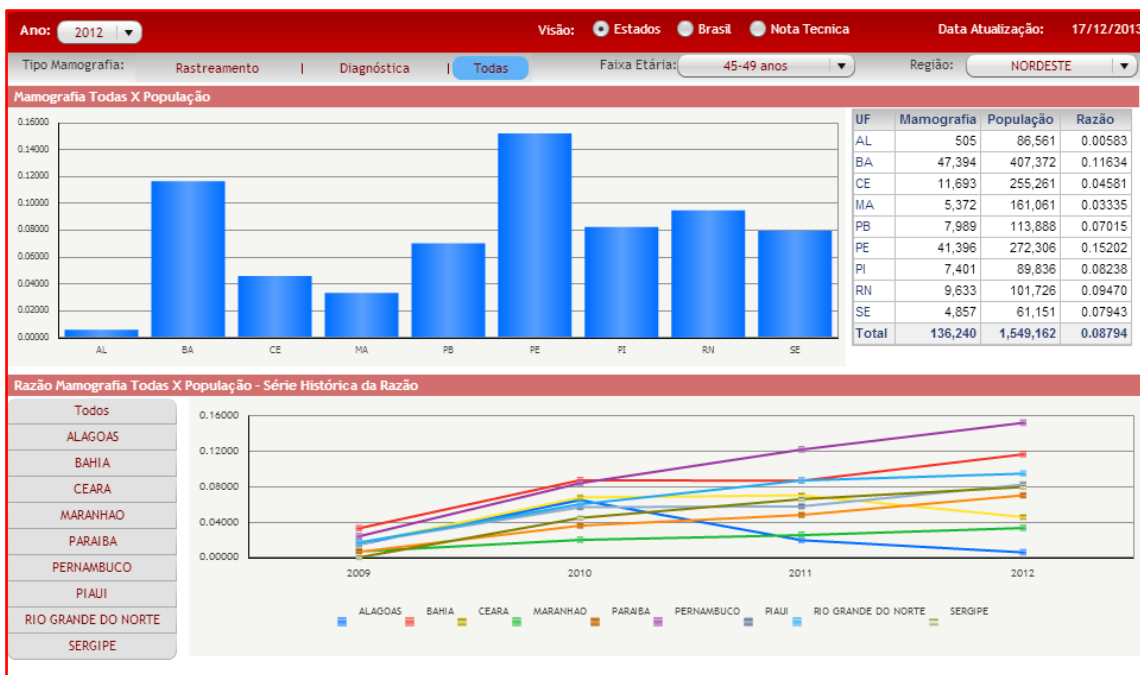 Ano: 2012 Visão: Estados Brasil Nota Tecnica Data Atualização: 17/12/2013
Tipo Mamografia: Rastreamento | Diagnóstica | Todas Faixa Etária: 45-49 anos Região: NORDESTE
Mamografia Todas X População
0.16000
0.14000
0.12000
0.10000
0.08000
0.06000
0.04000
0.02000
0.00000
AL BA CE MA PB PE PI RN SE
UF Mamografia População Razão
AL 505 86,561 0.00583
BA 47,394 407,372 0.11634
CE 11,693 255,261 0.04581
MA 5,372 161,061 0.03335
PB 7,989 113,888 0.07015
PE 41,396 272,306 0.15202
PI 7,401 89,836 0.08238
RN 9,633 101,726 0.09470
SE 4,857 61,151 0.07943
Total 136,240 1,549,162 0.08794
Razão Mamografia Todas X População - Série Histórica da Razão
Todos
ALAGOAS
BAHIA
CEARA
MARANHAO
PARAIBA
PERNAMBUCO
PIAUI
RIO GRANDE DO NORTE
SERGIPE
0.16000
0.12000
0.08000
0.04000
0.00000
2009 2010 2011 2012
ALAGOAS BAHIA CEARA MARANHAO PARAIBA PERNAMBUCO PIAUI RIO GRANDE DO NORTE SERGIPE